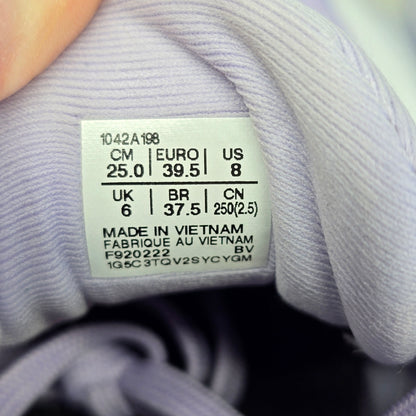 1042A198
CM | EURO | US
25.0 | 39.5 | 8
UK | BR | CN
6 | 37.5 | 250(2.5)
MADE IN VIETNAM
FABRIQUE AU VIETNAM
F920222 BV
1G5C3TQV2SYCYGM